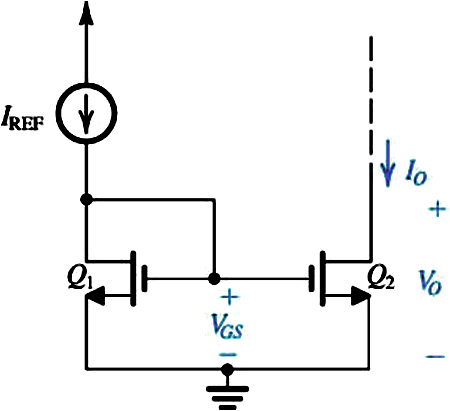 I_REF
I_O
+
Q_1
Q_2
+
V_GS
−
V_O
−